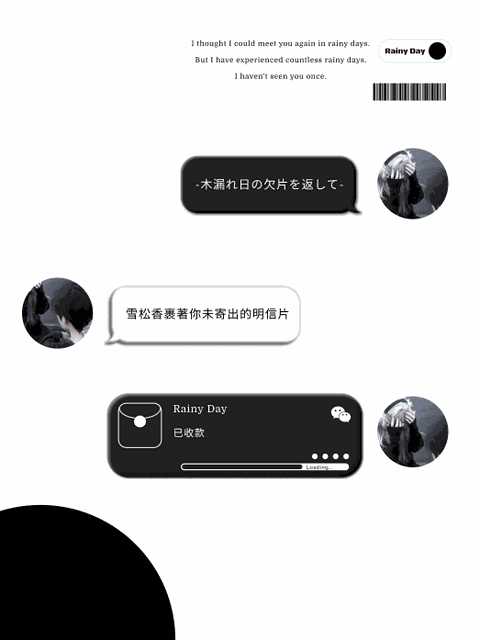 I thought I could meet you again in rainy days.
But I have experienced countless rainy days.
I haven't seen you once.
Rainy Day
-木漏れ日の欠片を返して-
雪松香裹著你未寄出的明信片
Rainy Day
已收款
Loading...